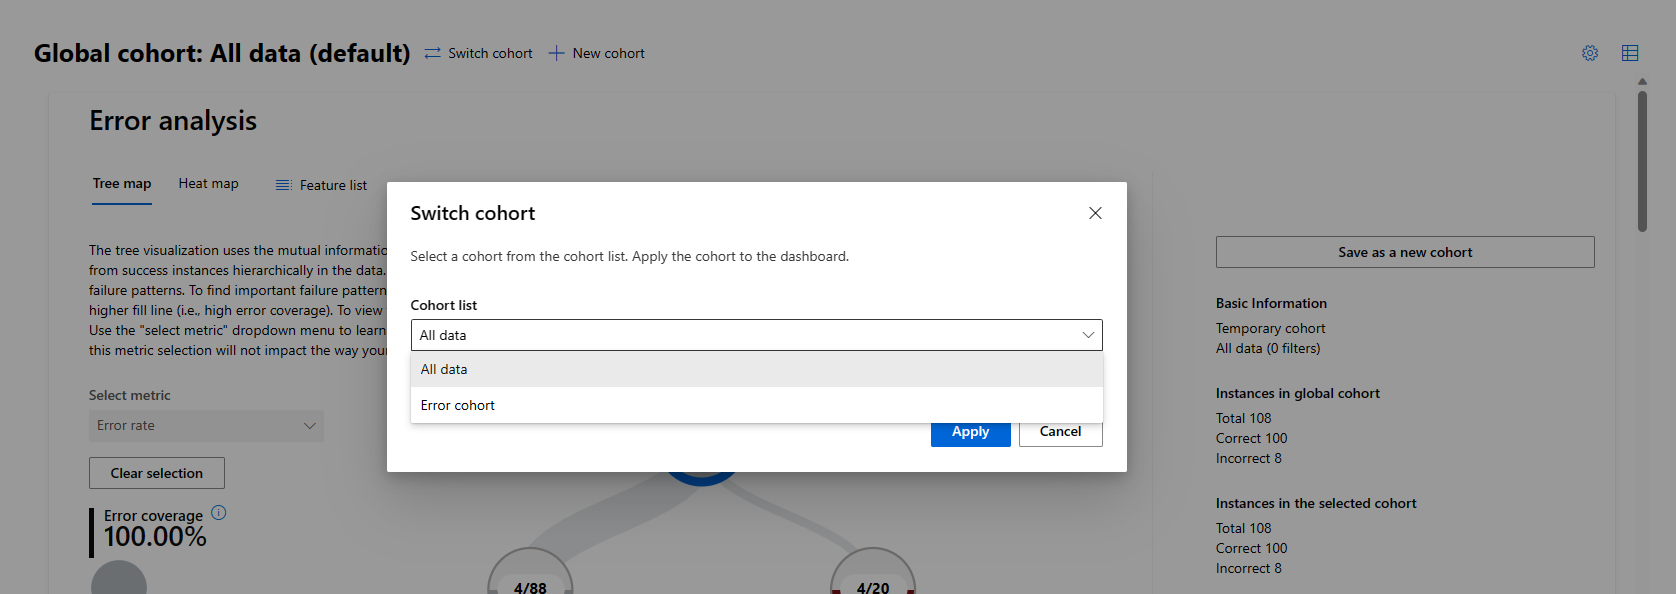 Global cohort: All data (default)
Switch cohort
New cohort
Error analysis
Tree map
Heat map
Feature list
The tree visualization uses the mutual informatio
from success instances hierarchically in the data.
failure patterns. To find important failure pattern
higher fill line (i.e., high error coverage). To view
Use the "select metric" dropdown menu to learn
this metric selection will not impact the way you
Select metric
Error rate
Clear selection
Error coverage
100.00%
4/88
4/20
Switch cohort
Select a cohort from the cohort list. Apply the cohort to the dashboard.
Cohort list
All data
All data
Error cohort
Apply
Cancel
Save as a new cohort
Basic Information
Temporary cohort
All data (0 filters)
Instances in global cohort
Total 108
Correct 100
Incorrect 8
Instances in the selected cohort
Total 108
Correct 100
Incorrect 8